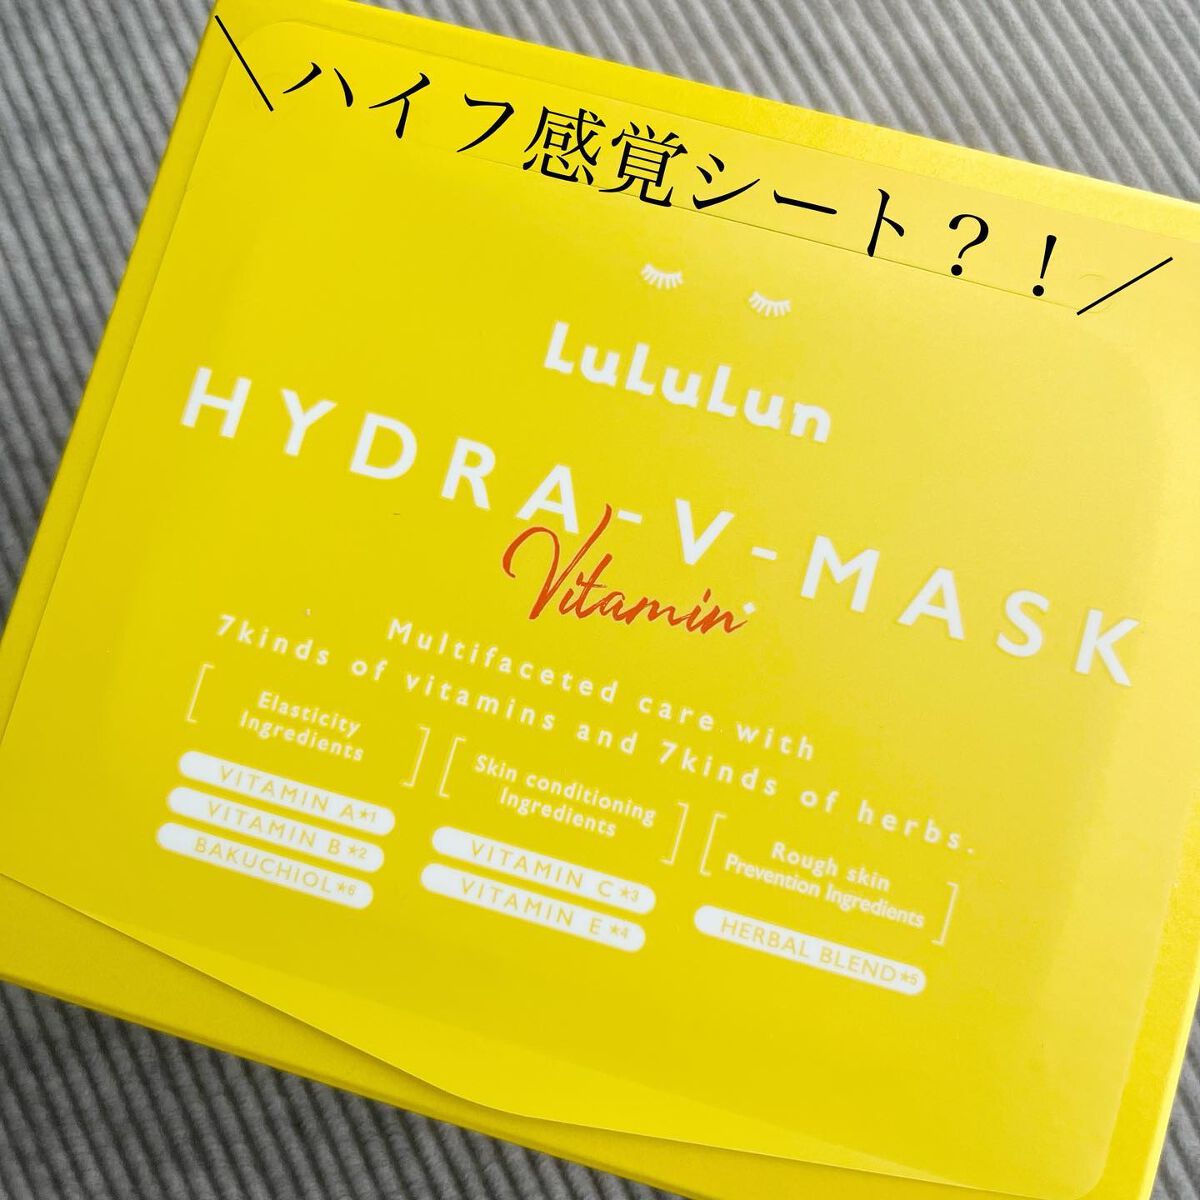 ＼ハイフ感覚シート？！／
LuLuLun
HYDRA-V-MASK
Vitamin
Multifaceted care with
7kinds of vitamins and 7kinds of herbs.
Elasticity
Ingredients
VITAMIN A*1
VITAMIN B*2
BAKUCHIOL*6
Skin conditioning
Ingredients
VITAMIN C*3
VITAMIN E*4
Rough skin
Prevention Ingredients
HERBAL BLEND*5